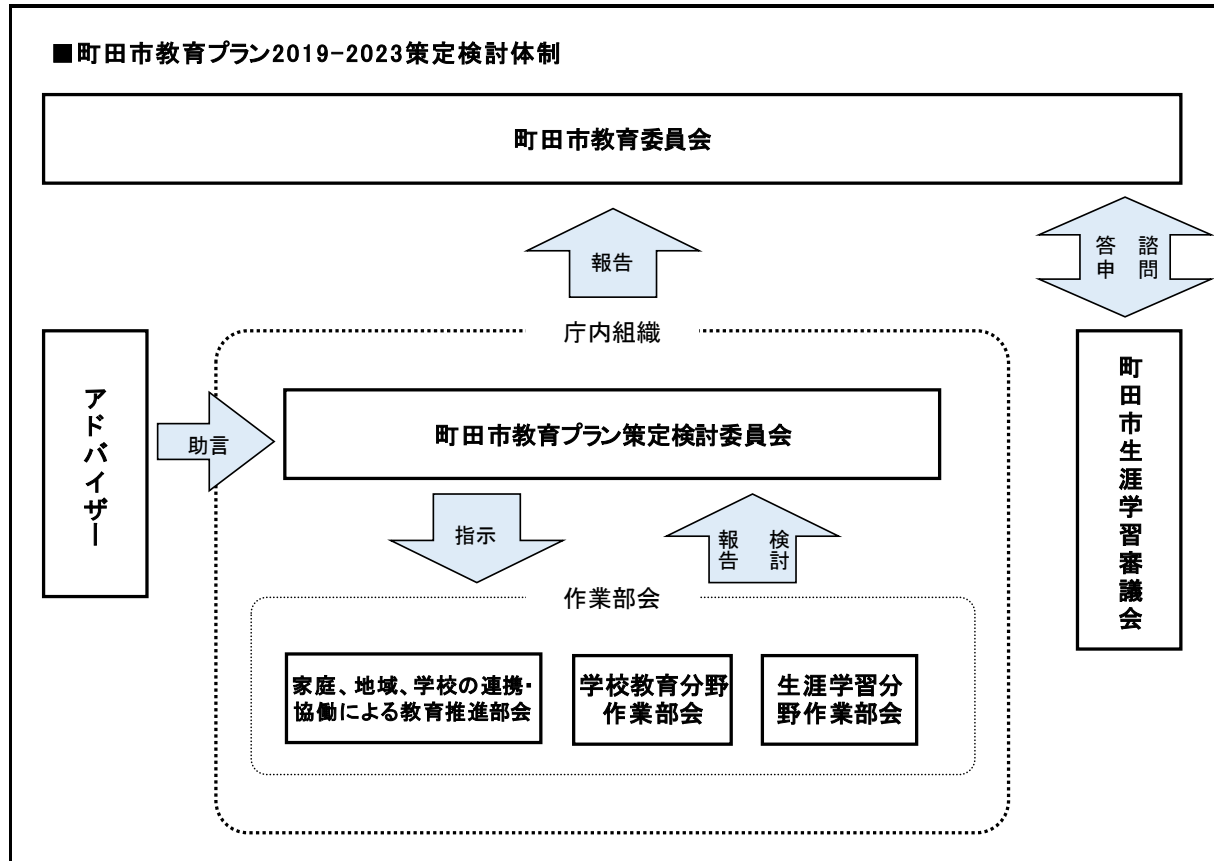 ■町田市教育プラン2019-2023策定検討体制
町田市教育委員会
報告
答申
諮問
庁内組織
アドバイザー
助言
町田市教育プラン策定検討委員会
町田市生涯学習審議会
指示
報告
検討
作業部会
家庭、地域、学校の連携・
協働による教育推進部会
学校教育分野
作業部会
生涯学習分
野作業部会